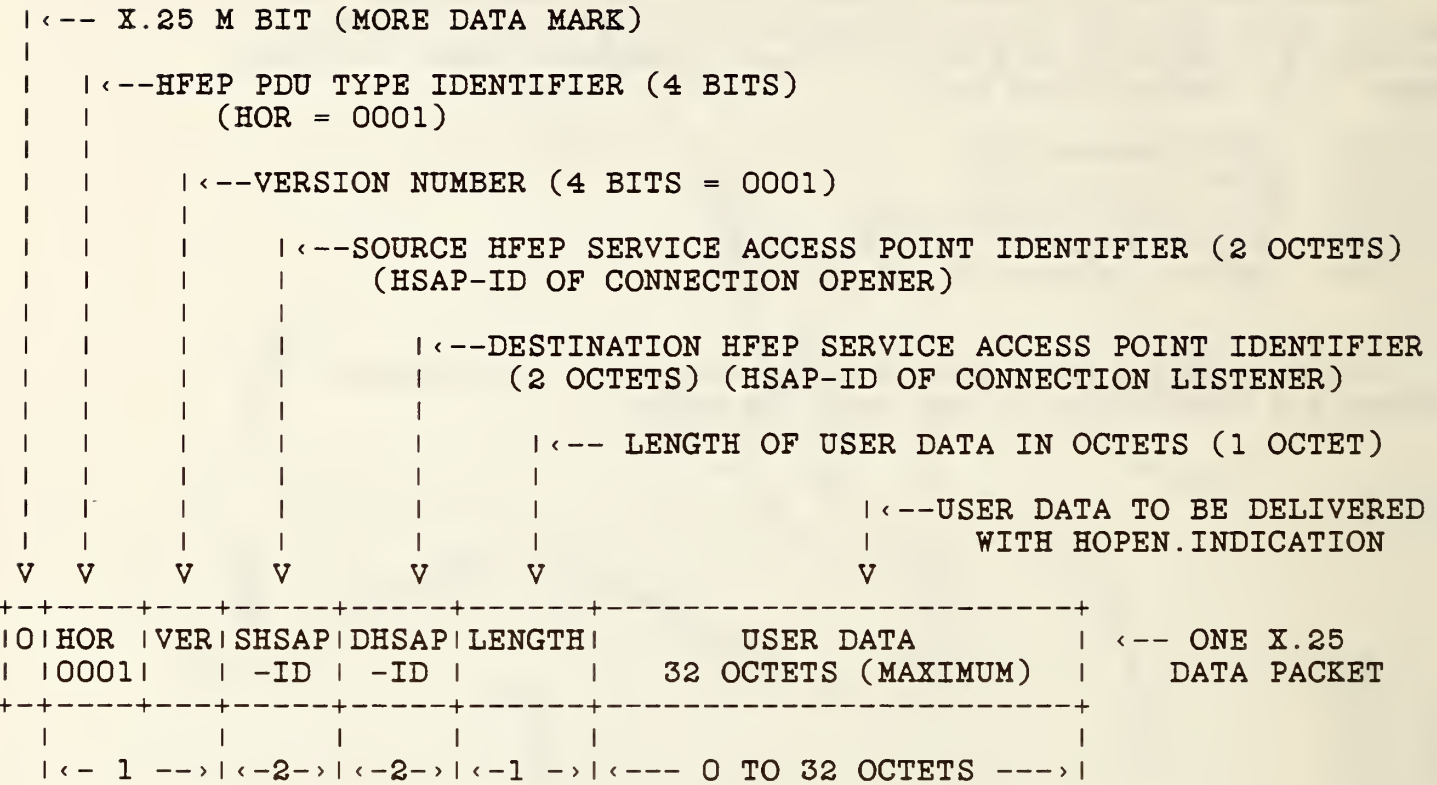 |<-- X.25 M BIT (MORE DATA MARK)
|
| |<--HFEP PDU TYPE IDENTIFIER (4 BITS)
| | (HOR = 0001)
| |
| | |<--VERSION NUMBER (4 BITS = 0001)
| | |
| | | |<--SOURCE HFEP SERVICE ACCESS POINT IDENTIFIER (2 OCTETS)
| | | | (HSAP-ID OF CONNECTION OPENER)
| | | |
| | | | |<--DESTINATION HFEP SERVICE ACCESS POINT IDENTIFIER
| | | | | (2 OCTETS) (HSAP-ID OF CONNECTION LISTENER)
| | | | |
| | | | | |<-- LENGTH OF USER DATA IN OCTETS (1 OCTET)
| | | | | |
| | | | | | |<--USER DATA TO BE DELIVERED
| | | | | | | WITH HOPEN.INDICATION
V V V V V V V
+-+----+---+-----+-----+------+------------------------+
|0|HOR |VER|SHSAP|DHSAP|LENGTH| USER DATA | <-- ONE X.25
| |0001| | -ID | -ID | | 32 OCTETS (MAXIMUM) | DATA PACKET
+-+----+---+-----+-----+------+------------------------+
| | | | | |
|<- 1 -->|<-2->|<-2->|<-1 ->|<--- 0 TO 32 OCTETS --->|